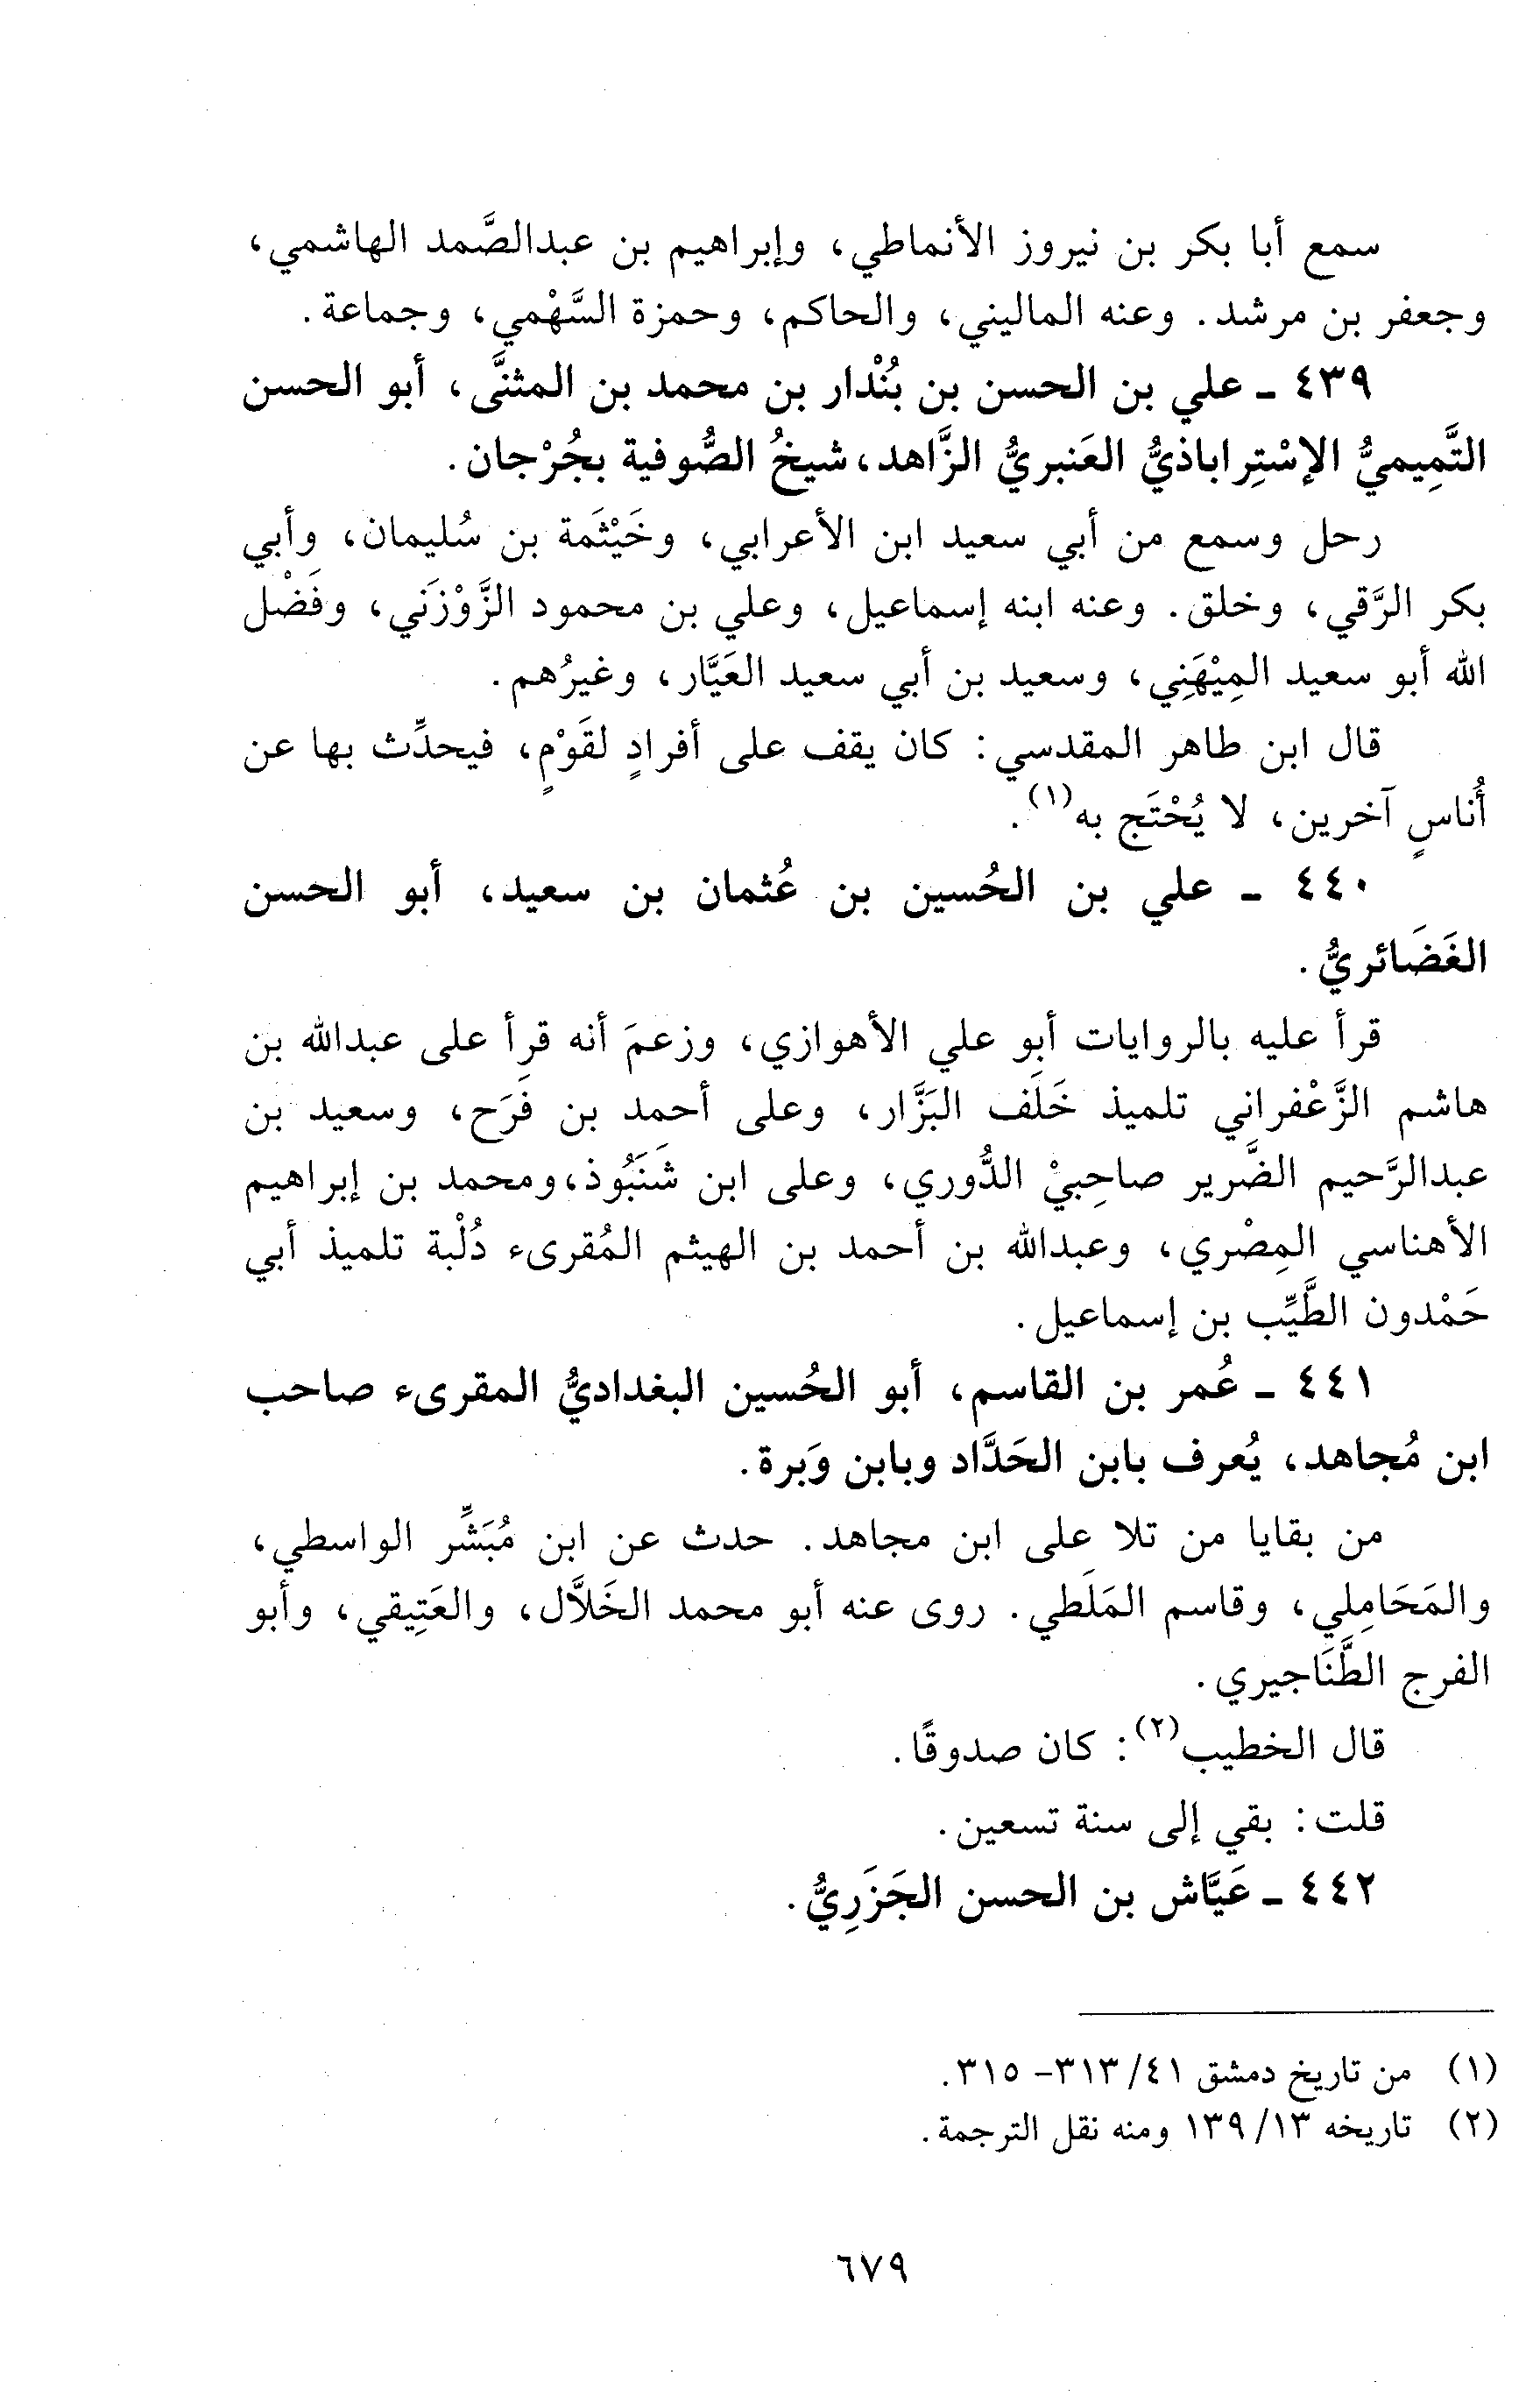 سمع أبا بكر بن نيروز الأنماطي، وإبراهيم بن عبدالصَّمد الهاشمي،
وجعفر بن مرشد. وعنه الماليني، والحاكم، وحمزة السَّهْمي، وجماعة.
٤٣٩ - علي بن الحسن بن بُنْدار بن محمد بن المثنَّى، أبو الحسن
التَّمِيميُّ الإسْتِراباذيُّ العَنبريُّ الزَّاهد، شيخُ الصُّوفية بجُرْجان.
رحل وسمع من أبي سعيد ابن الأعرابي، وخَيْثَمة بن سُليمان، وأبي
بكر الرَّقي، وخلق. وعنه ابنه إسماعيل، وعلي بن محمود الزَّوْزَني، وفَضْل
الله أبو سعيد المِيْهَنِي، وسعيد بن أبي سعيد العَيَّار، وغيرُهم.
قال ابن طاهر المقدسي: كان يقف على أفرادٍ لقَوْمٍ، فيحدِّث بها عن
أُناسٍ آخرين، لا يُحْتَج به(١).
٤٤٠ - علي بن الحُسين بن عُثمان بن سعيد، أبو الحسن
الغَضَائريُّ.
قرأ عليه بالروايات أبو علي الأهوازي، وزعمَ أنه قرأ على عبدالله بن
هاشم الزَّعْفراني تلميذ خَلَف البَزَّار، وعلى أحمد بن فَرَح، وسعيد بن
عبدالرَّحيم الضَّرير صاحِبيْ الدُّوري، وعلى ابن شَنَبُوذ، ومحمد بن إبراهيم
الأهناسي المِصْري، وعبدالله بن أحمد بن الهيثم المُقرىء دُلْبة تلميذ أبي
حَمْدون الطَّيِّب بن إسماعيل.
٤٤١ - عُمر بن القاسم، أبو الحُسين البغداديُّ المقرىء صاحب
ابن مُجاهد، يُعرف بابن الحَدَّاد وبابن وَبرة.
من بقايا من تلا على ابن مجاهد. حدث عن ابن مُبَشِّر الواسطي،
والمَحَامِلي، وقاسم المَلَطي. روى عنه أبو محمد الخَلاَّل، والعَتِيقي، وأبو
الفرج الطَّنَاجيري.
قال الخطيب(٢): كان صدوقًا.
قلت: بقي إلى سنة تسعين.
٤٤٢ - عَيَّاش بن الحسن الجَزَرِيُّ.
(١) من تاريخ دمشق ٤١/ ٣١٣- ٣١٥.
(٢) تاريخه ١٣/ ١٣٩ ومنه نقل الترجمة.
٦٧٩